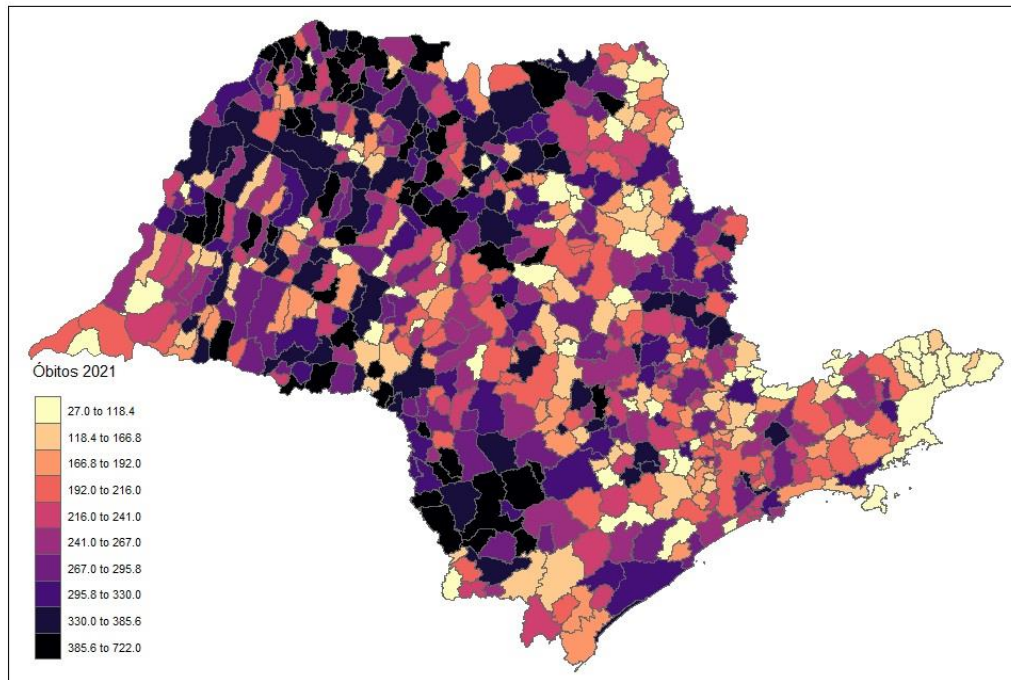 Óbitos 2021
27.0 to 118.4
118.4 to 166.8
166.8 to 192.0
192.0 to 216.0
216.0 to 241.0
241.0 to 267.0
267.0 to 295.8
295.8 to 330.0
330.0 to 385.6
385.6 to 722.0